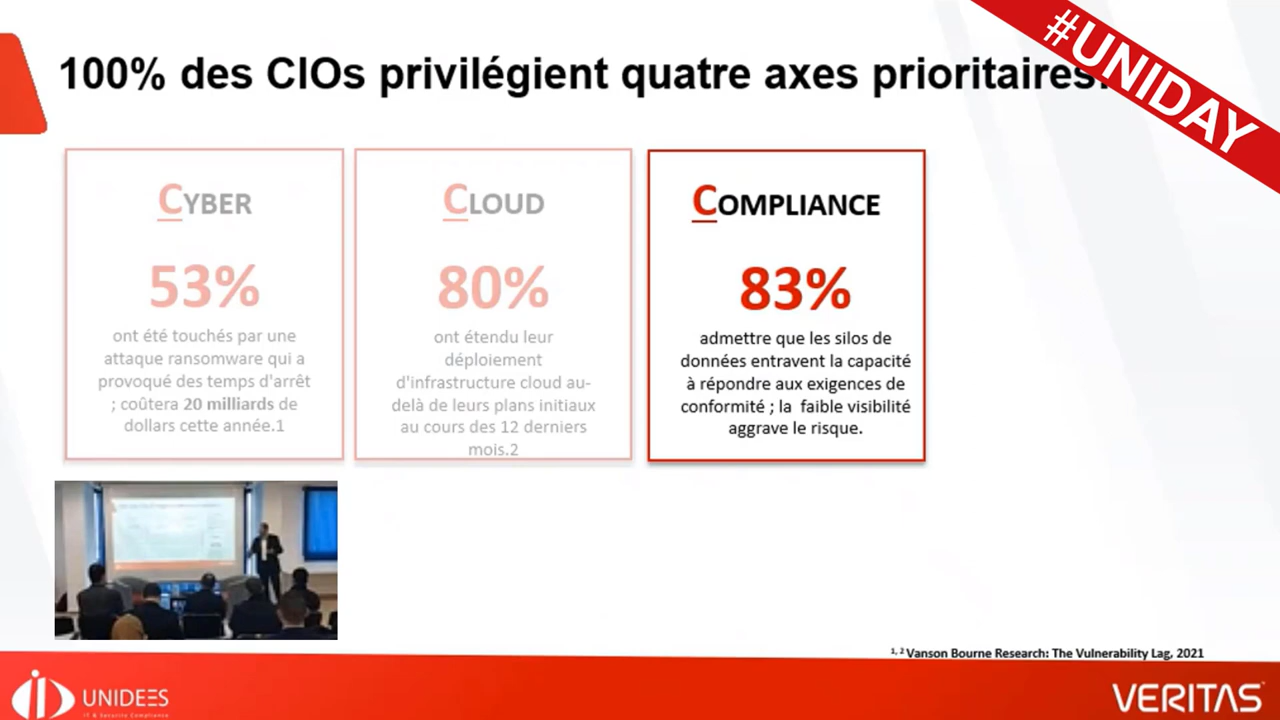 100% des CIOs privilégient quatre axes prioritaires
#UNIDAY
CYBER
53%
ont été touchés par une
attaque ransomware qui a
provoqué des temps d'arrêt
; coûtera 20 milliards de
dollars cette année.1
CLOUD
80%
ont étendu leur
déploiement
d'infrastructure cloud au-
delà de leurs plans initiaux
au cours des 12 derniers
mois.2
COMPLIANCE
83%
admettre que les silos de
données entravent la capacité
à répondre aux exigences de
conformité ; la faible visibilité
aggrave le risque.
1, 2 Vanson Bourne Research: The Vulnerability Lag, 2021
UNIDEES
IT & Security Compliance
VERITAS